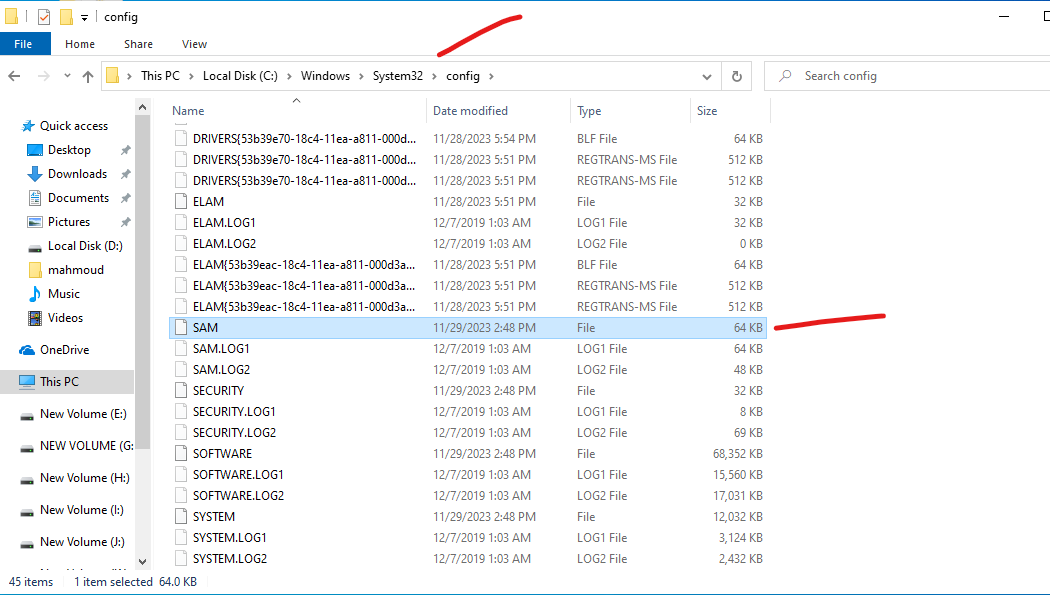 config
File Home Share View
This PC Local Disk (C:) Windows System32 config Search config
Name Date modified Type Size
Quick access
Desktop
Downloads
Documents
Pictures
Local Disk (D:)
mahmoud
Music
Videos
OneDrive
This PC
New Volume (E:)
NEW VOLUME (G:
New Volume (H:)
New Volume (I:)
New Volume (J:)
DRIVERS{53b39e70-18c4-11ea-a811-000d... 11/28/2023 5:54 PM BLF File 64 KB
DRIVERS{53b39e70-18c4-11ea-a811-000d... 11/28/2023 5:51 PM REGTRANS-MS File 512 KB
DRIVERS{53b39e70-18c4-11ea-a811-000d... 11/28/2023 5:51 PM REGTRANS-MS File 512 KB
ELAM 11/28/2023 5:51 PM File 32 KB
ELAM.LOG1 12/7/2019 1:03 AM LOG1 File 32 KB
ELAM.LOG2 12/7/2019 1:03 AM LOG2 File 0 KB
ELAM{53b39eac-18c4-11ea-a811-000d3a... 11/28/2023 5:51 PM BLF File 64 KB
ELAM{53b39eac-18c4-11ea-a811-000d3a... 11/28/2023 5:51 PM REGTRANS-MS File 512 KB
ELAM{53b39eac-18c4-11ea-a811-000d3a... 11/28/2023 5:51 PM REGTRANS-MS File 512 KB
SAM 11/29/2023 2:48 PM File 64 KB
SAM.LOG1 12/7/2019 1:03 AM LOG1 File 64 KB
SAM.LOG2 12/7/2019 1:03 AM LOG2 File 48 KB
SECURITY 11/29/2023 2:48 PM File 32 KB
SECURITY.LOG1 12/7/2019 1:03 AM LOG1 File 8 KB
SECURITY.LOG2 12/7/2019 1:03 AM LOG2 File 69 KB
SOFTWARE 11/29/2023 2:48 PM File 68,352 KB
SOFTWARE.LOG1 12/7/2019 1:03 AM LOG1 File 15,560 KB
SOFTWARE.LOG2 12/7/2019 1:03 AM LOG2 File 17,031 KB
SYSTEM 11/29/2023 2:48 PM File 12,032 KB
SYSTEM.LOG1 12/7/2019 1:03 AM LOG1 File 3,124 KB
SYSTEM.LOG2 12/7/2019 1:03 AM LOG2 File 2,432 KB
45 items 1 item selected 64.0 KB